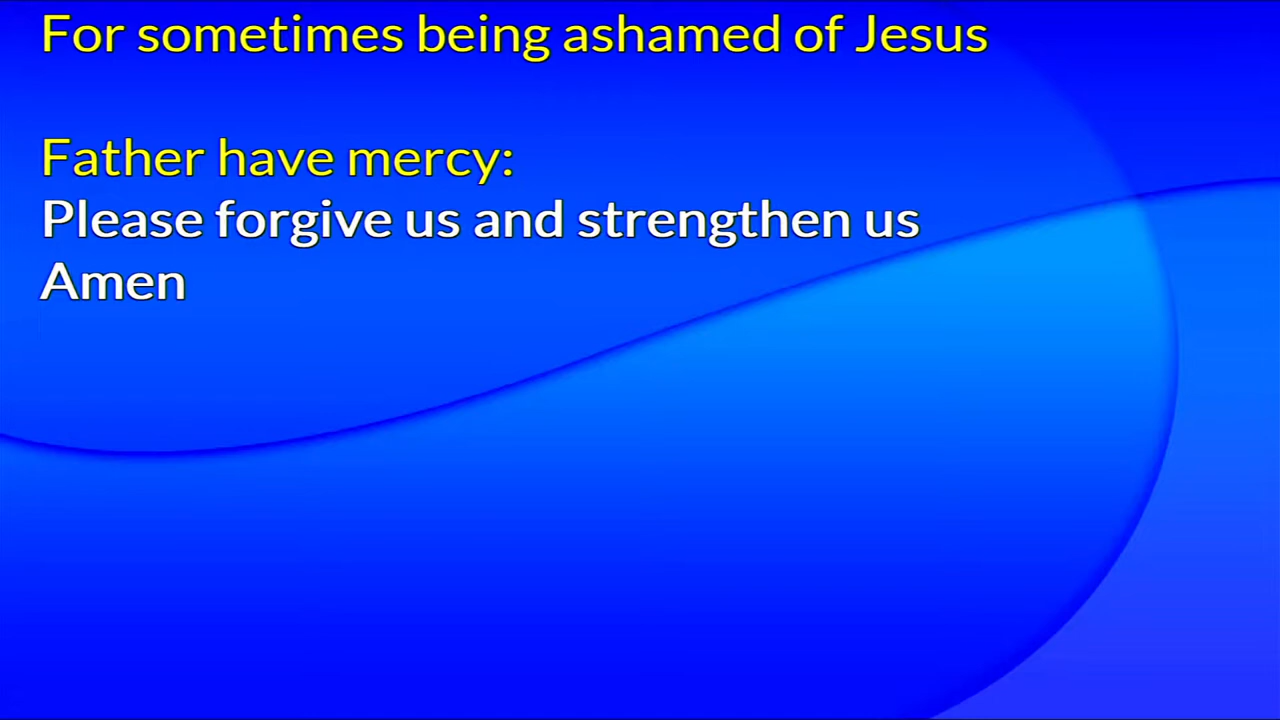 For sometimes being ashamed of Jesus
Father have mercy:
Please forgive us and strengthen us
Amen